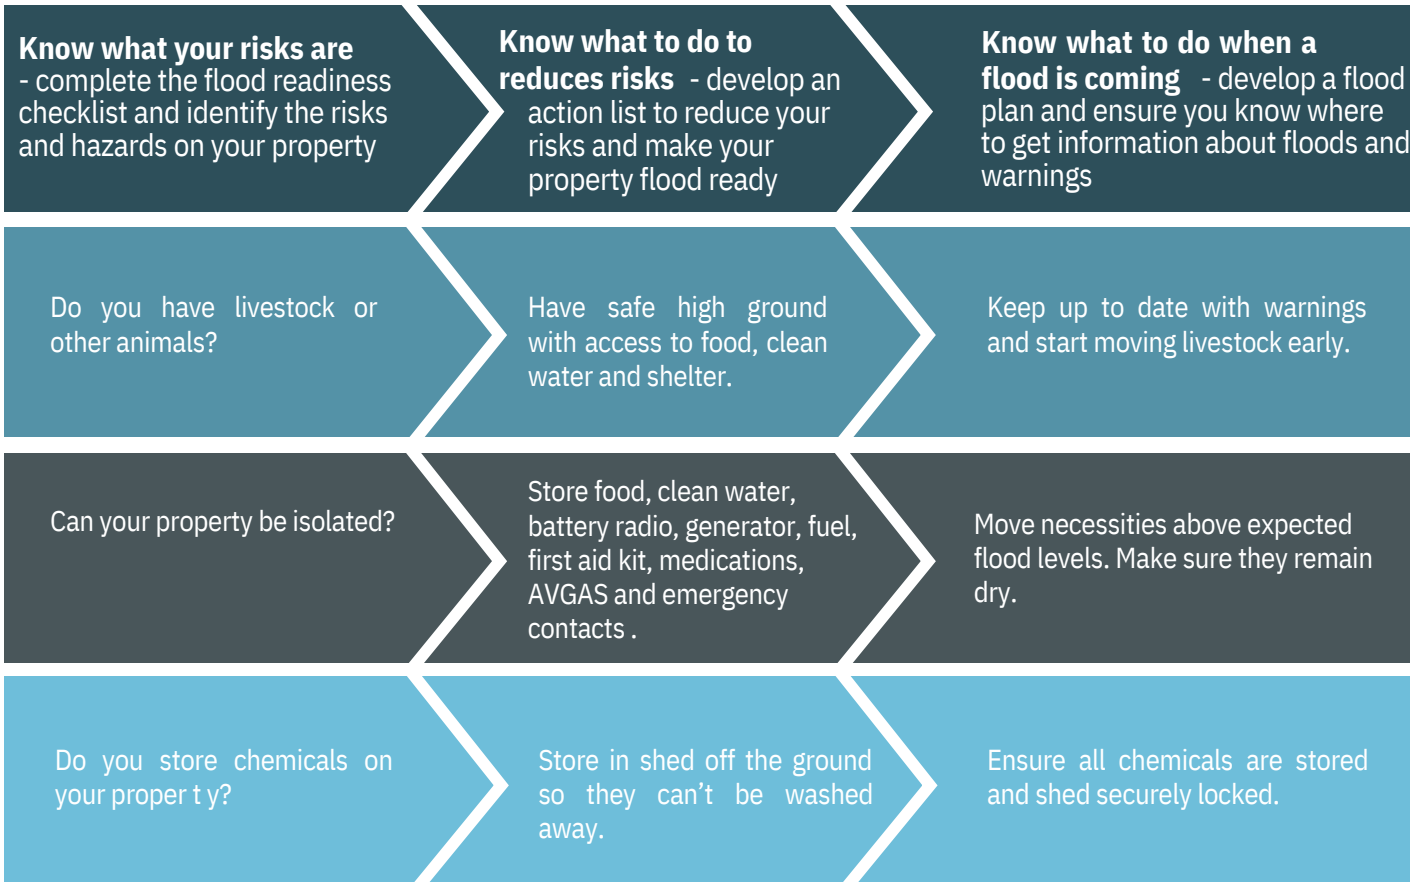 Know what your risks are
- complete the flood readiness
checklist and identify the risks
and hazards on your property
Know what to do to
reduces risks - develop an
action list to reduce your
risks and make your
property flood ready
Know what to do when a
flood is coming - develop a flood
plan and ensure you know where
to get information about floods and
warnings
Do you have livestock or
other animals?
Have safe high ground
with access to food, clean
water and shelter.
Keep up to date with warnings
and start moving livestock early.
Can your property be isolated?
Store food, clean water,
battery radio, generator, fuel,
first aid kit, medications,
AVGAS and emergency
contacts .
Move necessities above expected
flood levels. Make sure they remain
dry.
Do you store chemicals on
your proper t y?
Store in shed off the ground
so they can’t be washed
away.
Ensure all chemicals are stored
and shed securely locked.